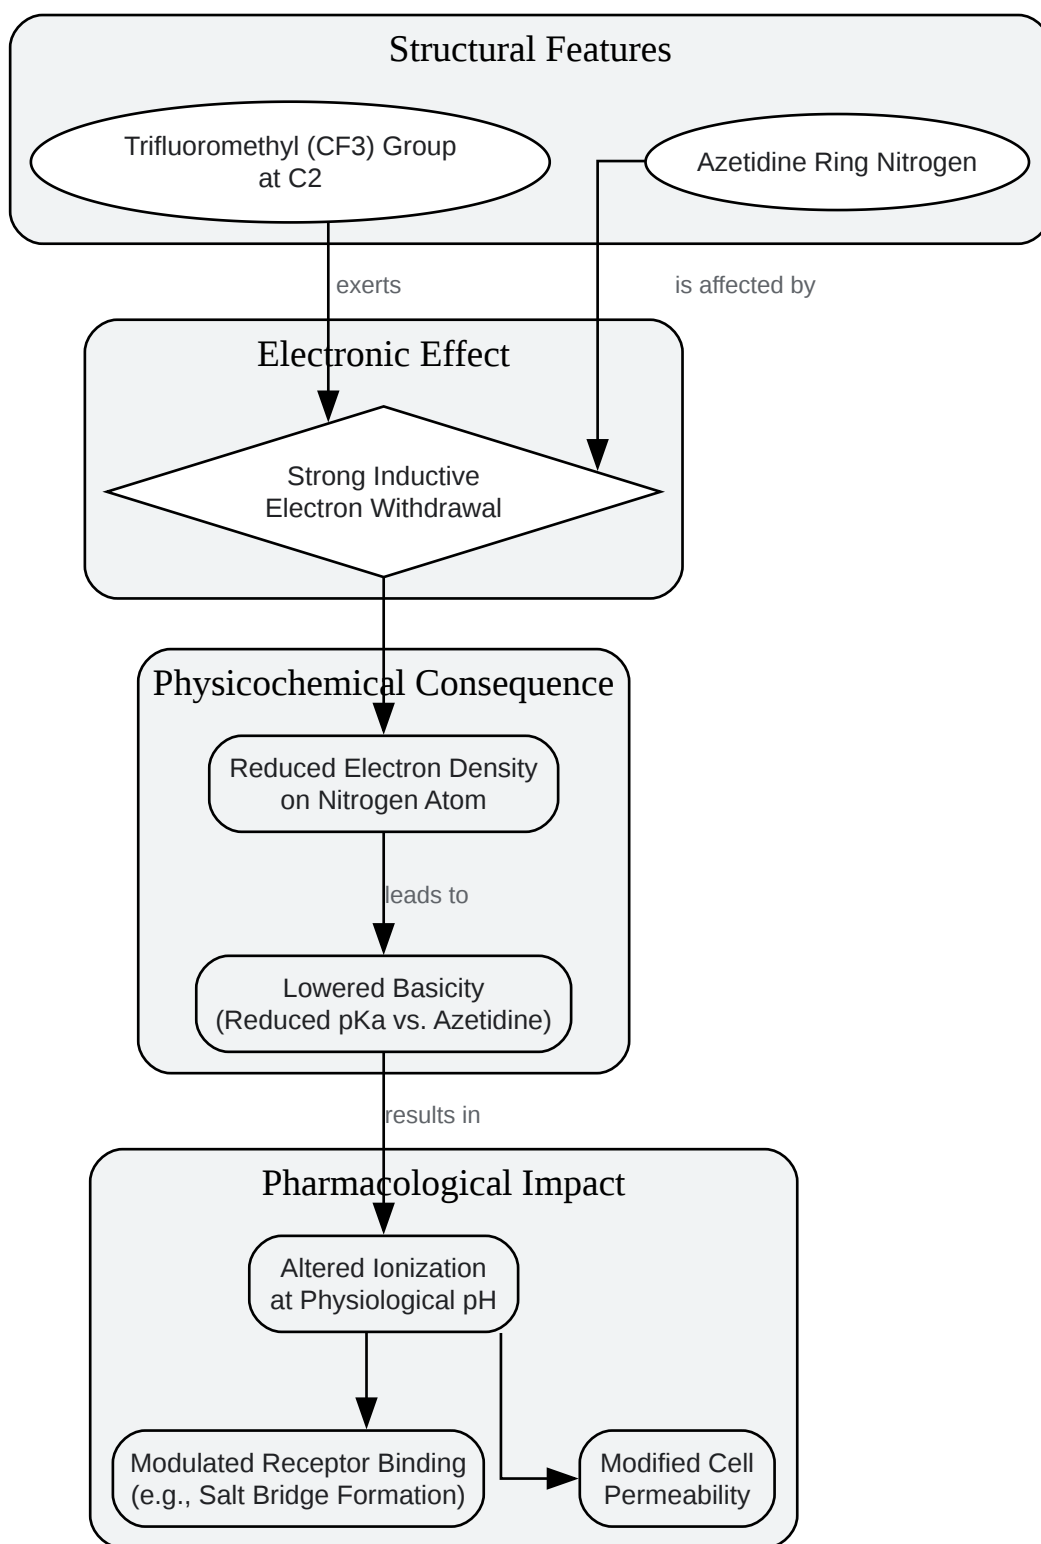 Structural Features
Trifluoromethyl (CF3) Group
at C2
Azetidine Ring Nitrogen
exerts
is affected by
Electronic Effect
Strong Inductive
Electron Withdrawal
Physicochemical Consequence
Reduced Electron Density
on Nitrogen Atom
leads to
Lowered Basicity
(Reduced pKa vs. Azetidine)
results in
Pharmacological Impact
Altered Ionization
at Physiological pH
Modulated Receptor Binding
(e.g., Salt Bridge Formation)
Modified Cell
Permeability